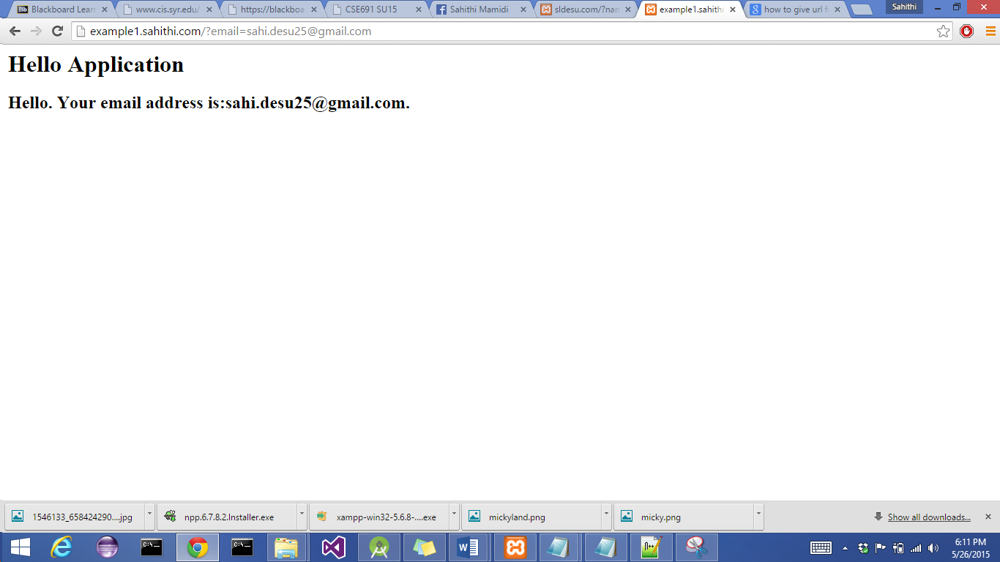 Blackboard Lear
www.cis.syr.edu/
https://blackboa
CSE691 SU15
Sahithi Mamidi
sldesu.com/?nam
example1.sahithi
how to give url f
Sahithi
example1.sahithi.com/?email=sahi.desu25@gmail.com
Hello Application
Hello. Your email address is:sahi.desu25@gmail.com.
1546133_658424290....jpg
npp.6.7.8.2.Installer.exe
xampp-win32-5.6.8-....exe
mickyland.png
micky.png
Show all downloads...
6:11 PM
5/26/2015